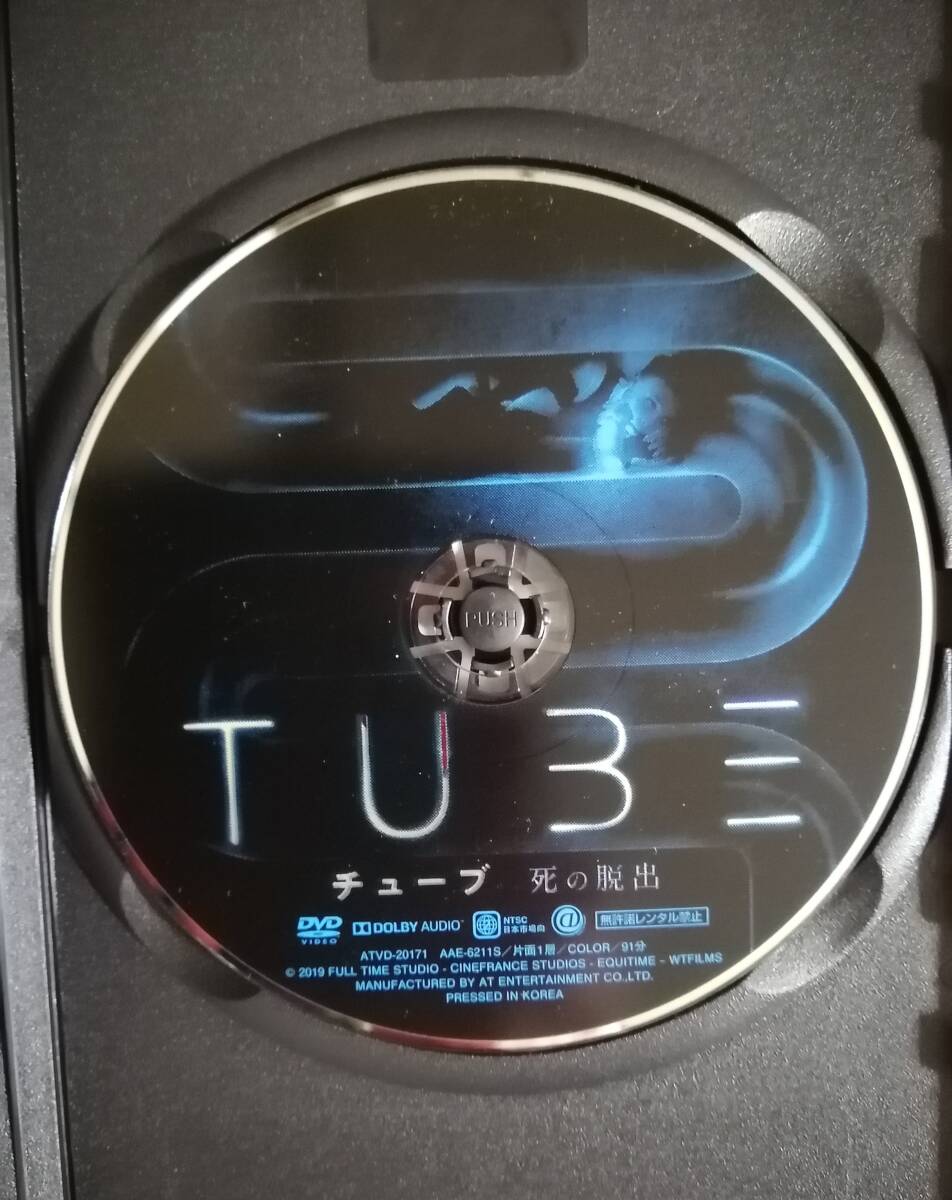 PUSH
TUBE
チューブ 死の脱出
DVD VIDEO DOLBY AUDIO NTSC 日本市場向 @ 無許諾レンタル禁止
ATVD-20171 AAE-6211S/片面1層/COLOR/91分
© 2019 FULL TIME STUDIO - CINEFRANCE STUDIOS - EQUITIME - WTFILMS
MANUFACTURED BY AT ENTERTAINMENT CO.,LTD.
PRESSED IN KOREA